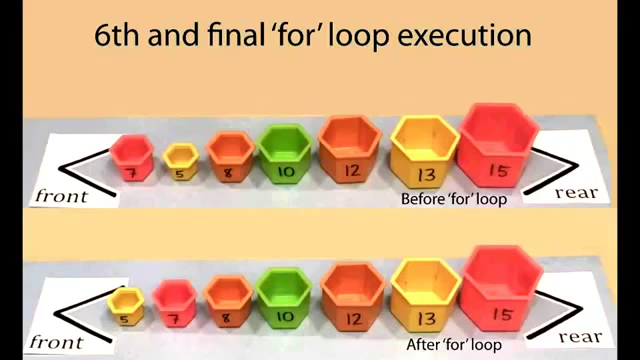 6th and final ‘for’ loop execution
7 5 8 10 12 13 15
front
rear
Before ‘for’ loop
5 7 8 10 12 13 15
front
rear
After ‘for’ loop